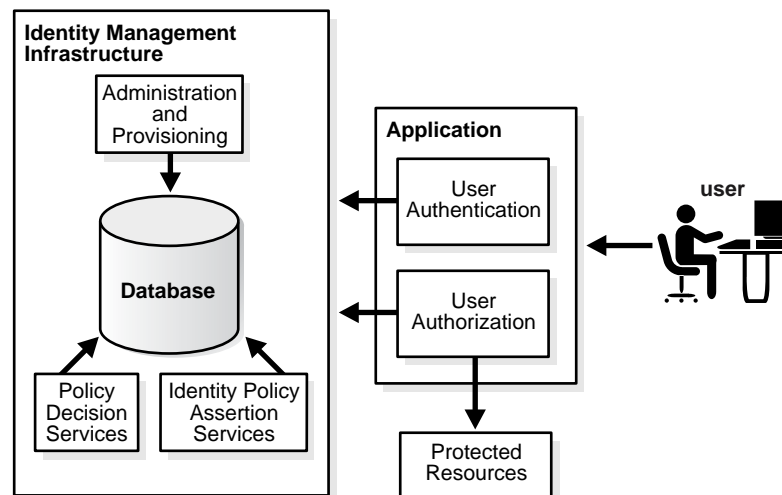 Identity Management
Infrastructure
Administration
and
Provisioning
Database
Policy
Decision
Services
Identity Policy
Assertion
Services
Application
User
Authentication
User
Authorization
Protected
Resources
user